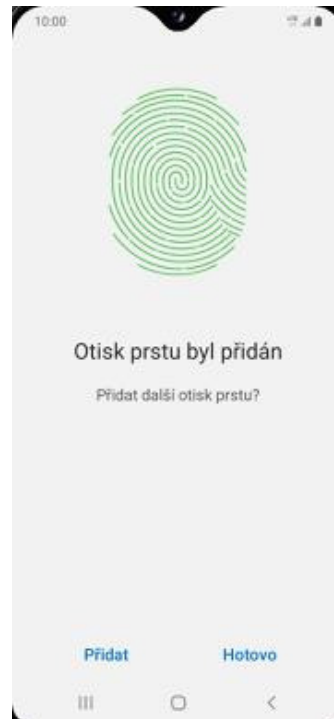 10:00
Otisk prstu byl přidán
Přidat další otisk prstu?
Přidat
Hotovo